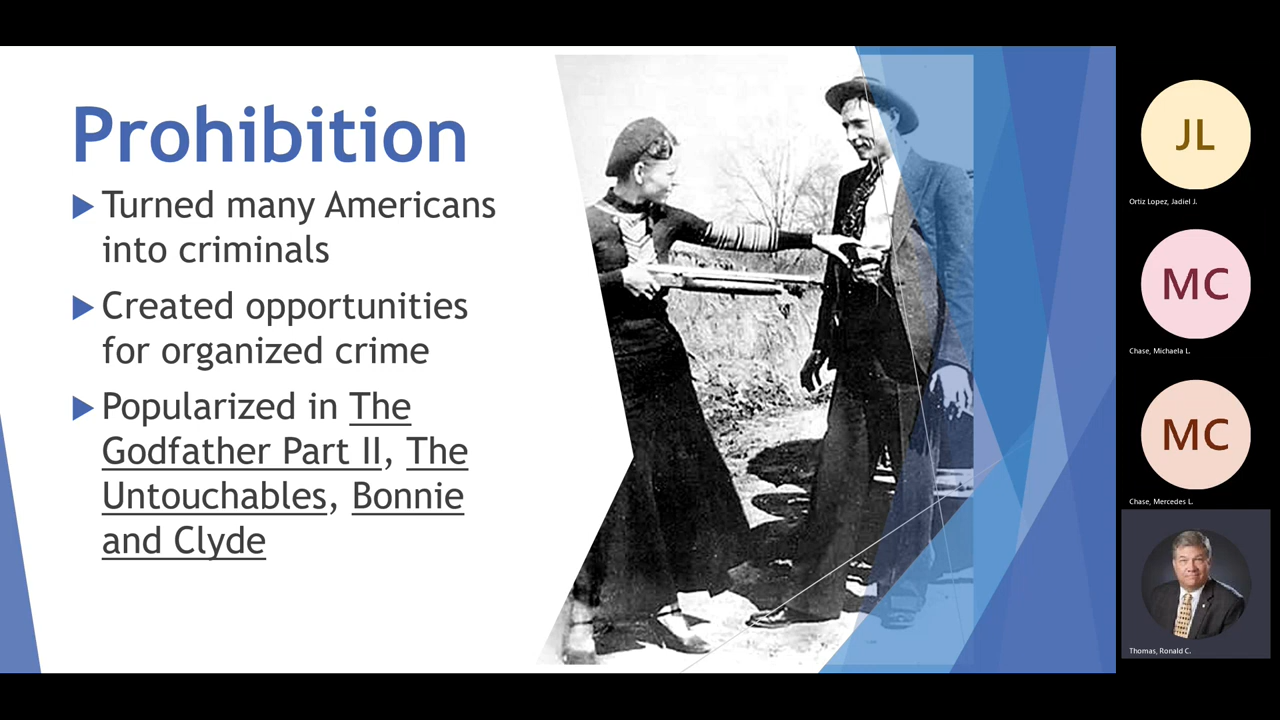 Prohibition
Turned many Americans
into criminals
Created opportunities
for organized crime
Popularized in The
Godfather Part II, The
Untouchables, Bonnie
and Clyde
JL
Ortiz Lopez, Jadiel J.
MC
Chase, Michaela L.
MC
Chase, Mercedes L.
Thomas, Ronald C.